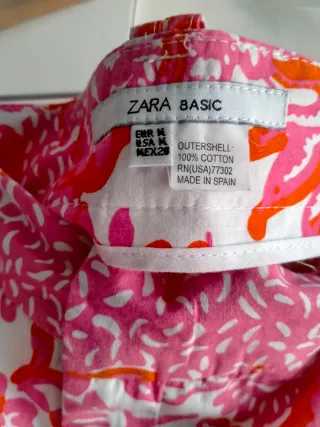 ZARA BASIC
EUR M
USA M
MEX 28
OUTERSHELL:
100% COTTON
RN(USA)77302
MADE IN SPAIN